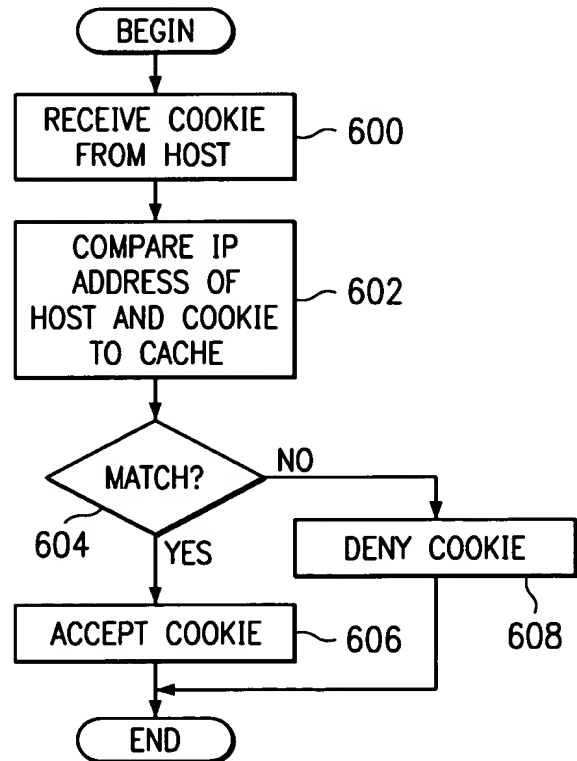 BEGIN
RECEIVE COOKIE
FROM HOST
600
COMPARE IP
ADDRESS OF
HOST AND COOKIE
TO CACHE
602
MATCH?
NO
604
YES
DENY COOKIE
608
ACCEPT COOKIE
606
END